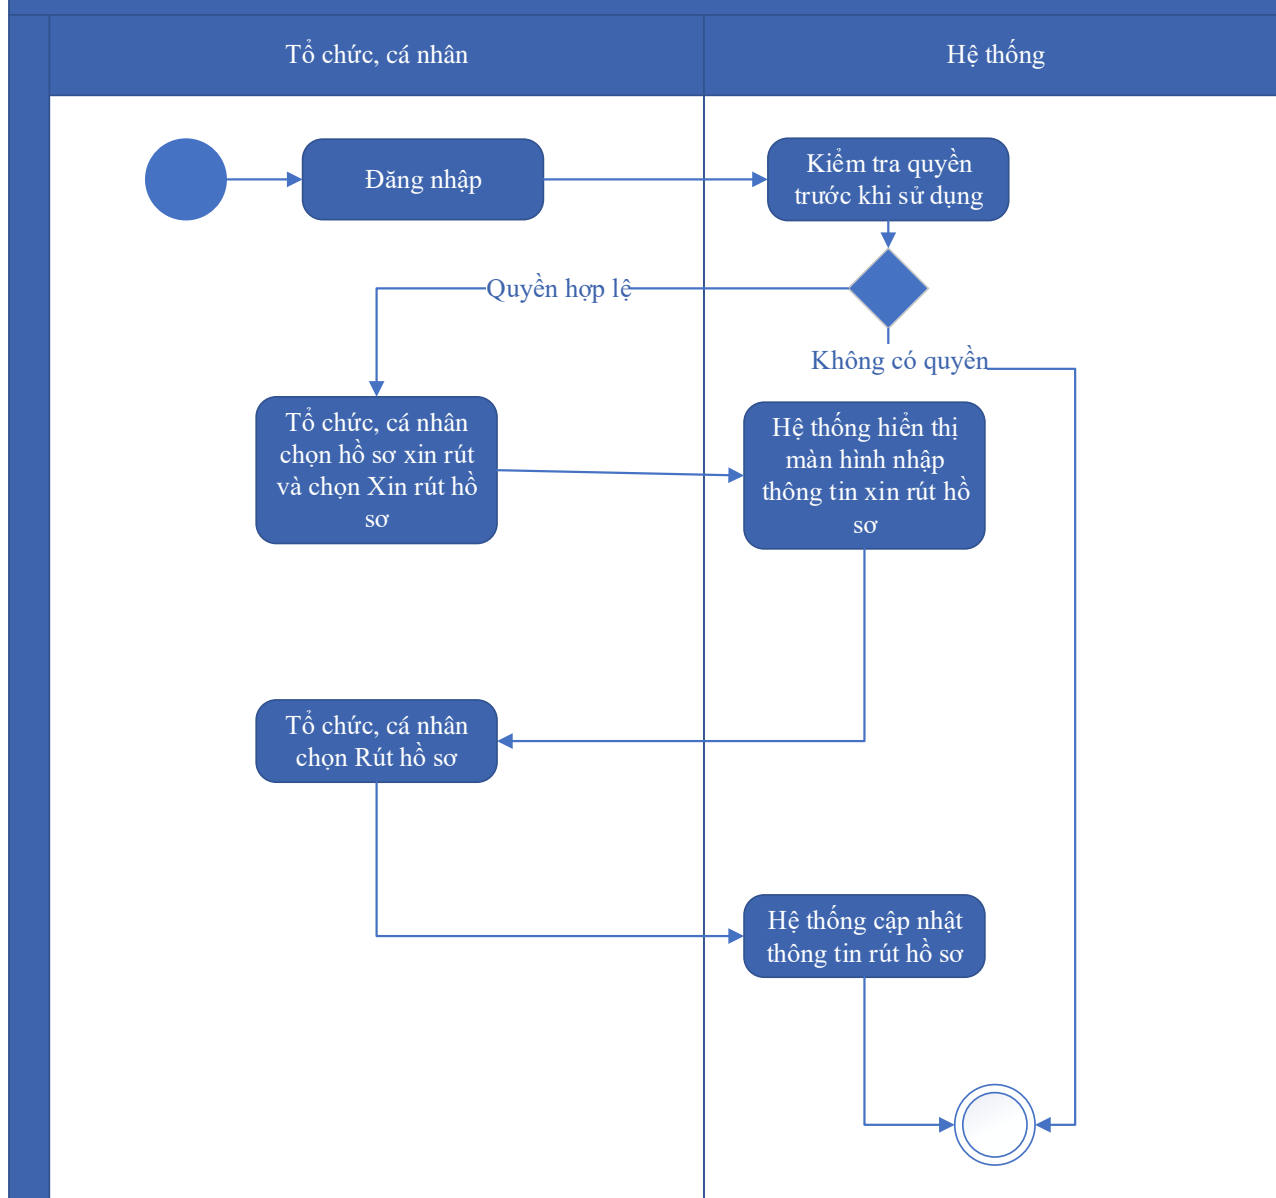 Tổ chức, cá nhân
Hệ thống
Đăng nhập
Kiểm tra quyền
trước khi sử dụng
Quyền hợp lệ
Không có quyền
Tổ chức, cá nhân
chọn hồ sơ xin rút
và chọn Xin rút hồ
sơ
Hệ thống hiển thị
màn hình nhập
thông tin xin rút hồ
sơ
Tổ chức, cá nhân
chọn Rút hồ sơ
Hệ thống cập nhật
thông tin rút hồ sơ